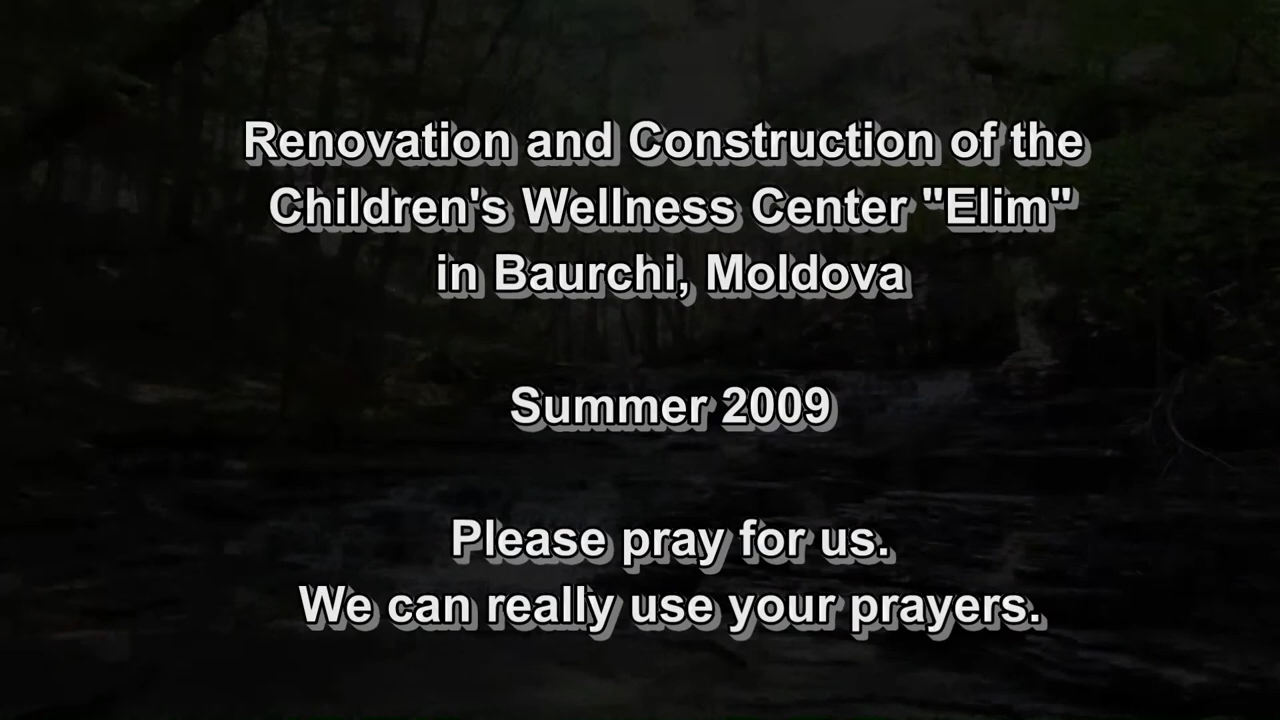 Renovation and Construction of the
Children's Wellness Center "Elim"
in Baurchi, Moldova
Summer 2009
Please pray for us.
We can really use your prayers.